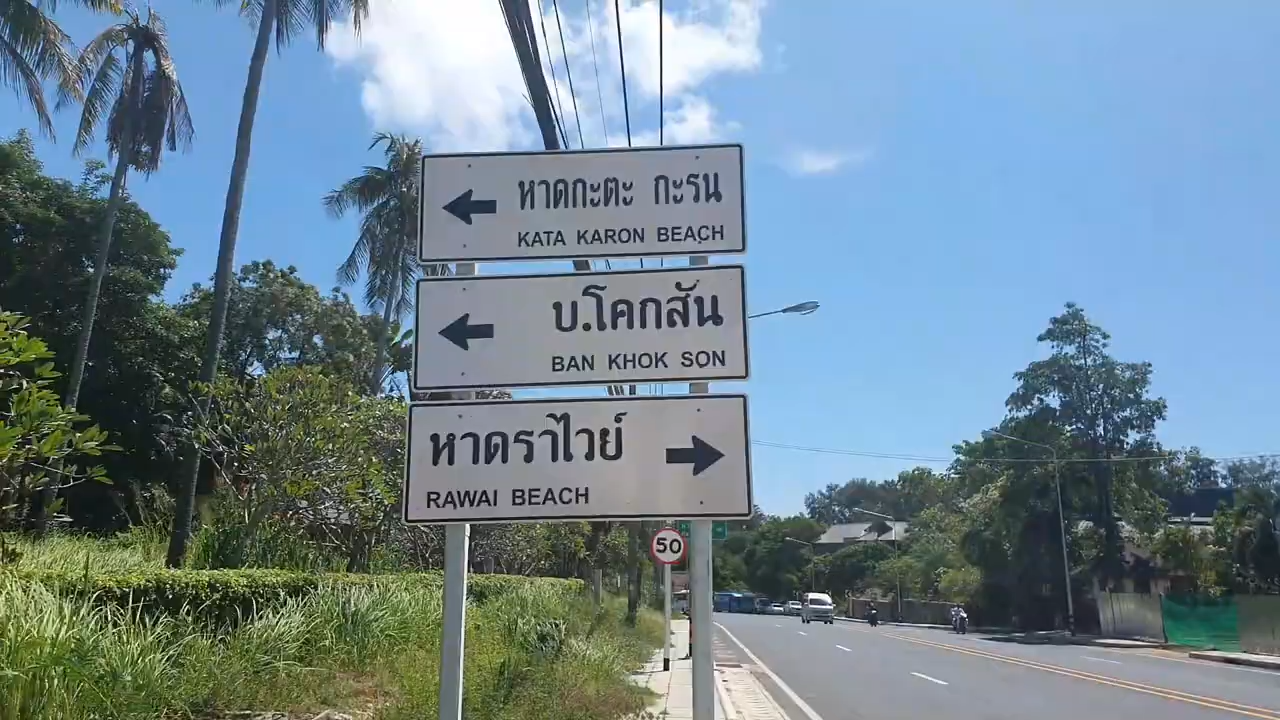 หาดกะตะ กะรน
KATA KARON BEACH
บ.โคกสัน
BAN KHOK SON
หาดราไวย์
RAWAI BEACH
50